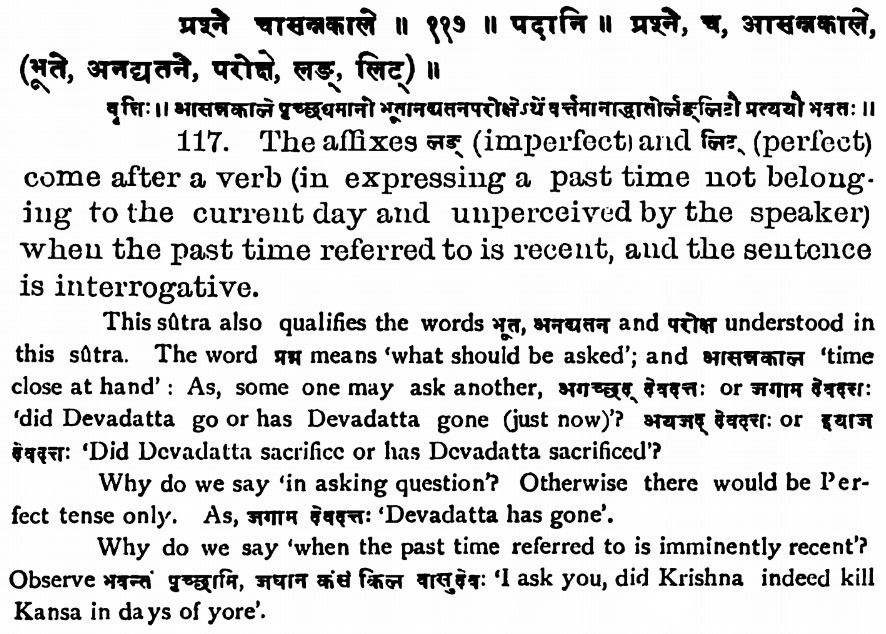 प्रश्ने चासन्नकाले ॥ ११७ ॥ पदानि ॥ प्रश्ने, च, आसन्नकाले,
(भूते, अनद्यतने, परोक्षे, लङ्, लिट्) ॥
वृत्तिः ॥ आसन्नकाले पृच्छ्यमानो भूतानद्यतनपरोक्षेऽर्थे वर्त्तमानाद्धातोर्लङ्लिटौ प्रत्ययौ भवतः ॥
117. The affixes लङ् (imperfect) and लिट् (perfect)
come after a verb (in expressing a past time not belong-
ing to the current day and unperceived by the speaker)
when the past time referred to is recent, and the sentence
is interrogative.
This sûtra also qualifies the words भूत, अनद्यतन and परोक्ष understood in
this sûtra. The word प्रश्न means 'what should be asked'; and आसन्नकाल 'time
close at hand' : As, some one may ask another, अगच्छद् देवदत्तः or जगाम देवदत्तः
'did Devadatta go or has Devadatta gone (just now)'? अयजद् देवदत्तः or इयाज
देवदत्तः 'Did Devadatta sacrifice or has Devadatta sacrificed'?
Why do we say 'in asking question'? Otherwise there would be Per-
fect tense only. As, जगाम देवदत्तः 'Devadatta has gone'.
Why do we say 'when the past time referred to is imminently recent'?
Observe भवन्तं पृच्छामि, जघान कंसं किल वासुदेवः 'I ask you, did Krishna indeed kill
Kansa in days of yore'.